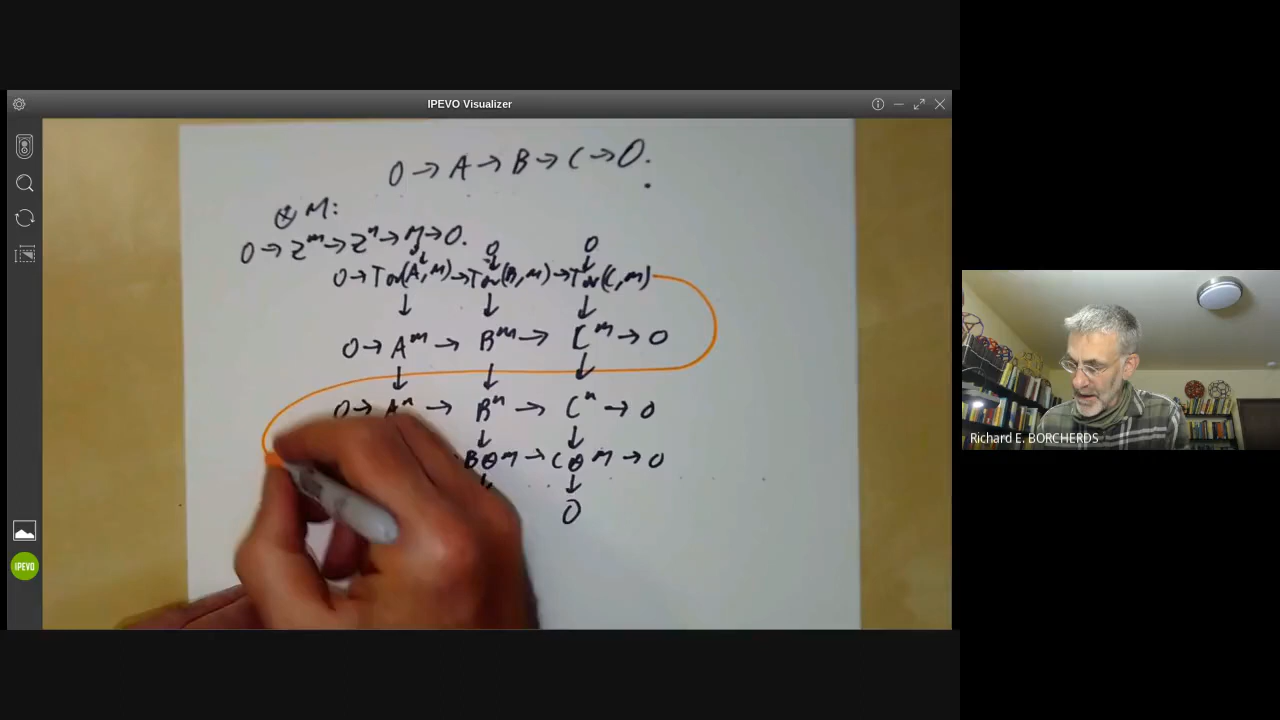 IPEVO Visualizer
0 → A → B → C → 0.
⊗ M:
0 → Z^m → Z^n → M → 0.
0 0
0 → Tor(A, M) → Tor(B, M) → Tor(C, M)
↓ ↓ ↓
0 → A^m → B^m → C^m → 0
↓ ↓ ↓
0 → A^n → B^n → C^n → 0
↓ ↓
B⊗M → C⊗M → 0
↓ ↓
0
Richard E. BORCHERDS
IPEVO